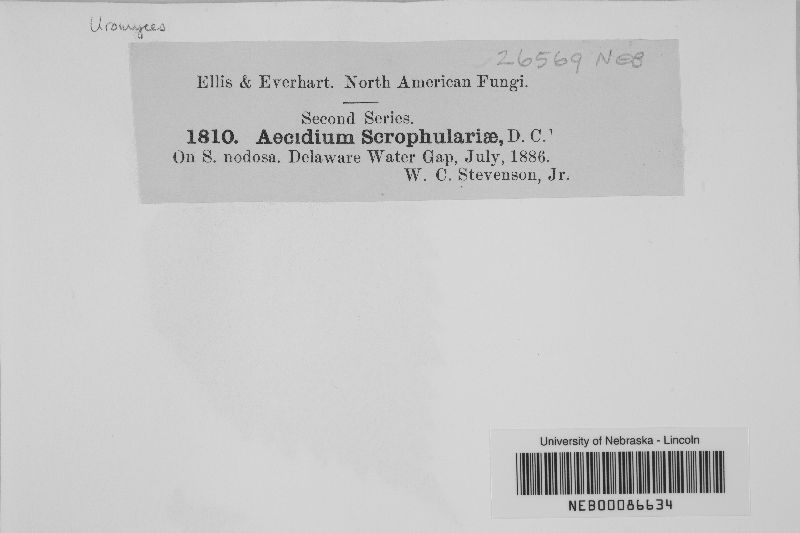 Uromyces
26569 NEB
Ellis & Everhart. North American Fungi.
Second Series.
1810. Aecidium Scrophulariæ, D. C.'
On S. nodosa. Delaware Water Gap, July, 1886.
W. C. Stevenson, Jr.
University of Nebraska - Lincoln
NEB00086634